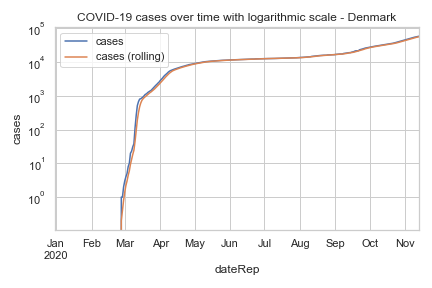 COVID-19 cases over time with logarithmic scale - Denmark
cases
cases (rolling)
10^5
10^4
10^3
10^2
10^1
10^0
cases
Jan Feb Mar Apr May Jun Jul Aug Sep Oct Nov
2020
dateRep